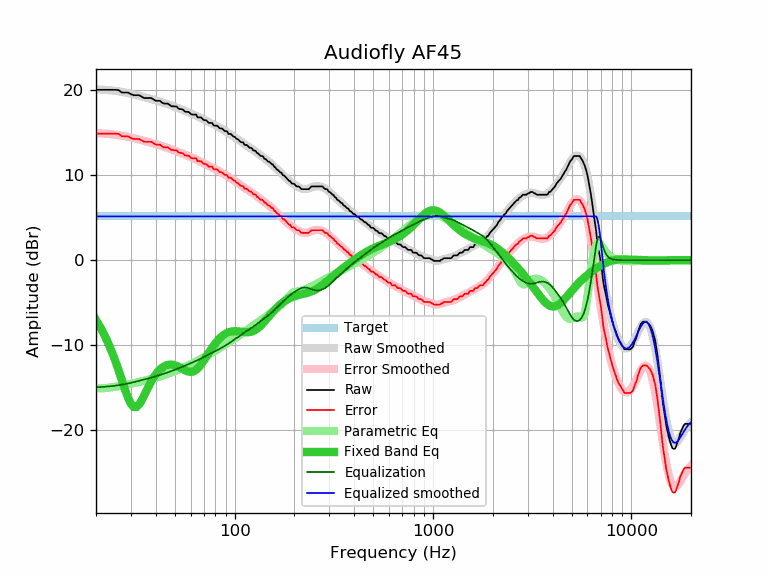 Audiofly AF45
Amplitude (dBr)
20
10
0
−10
−20
Target
Raw Smoothed
Error Smoothed
Raw
Error
Parametric Eq
Fixed Band Eq
Equalization
Equalized smoothed
100 1000 10000
Frequency (Hz)